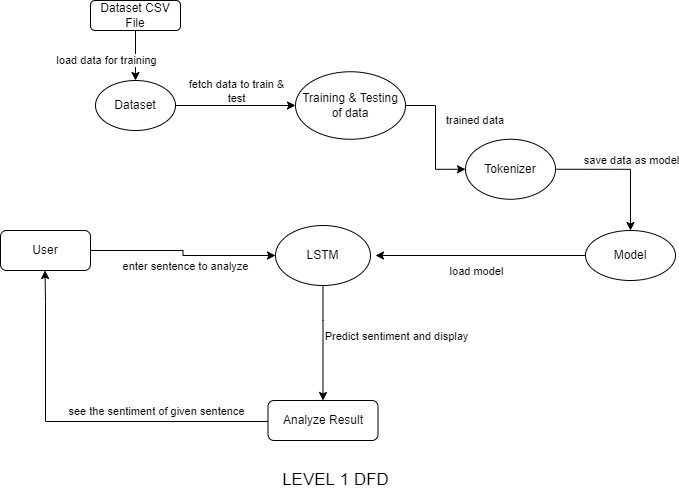 Dataset CSV
File
load data for training
Dataset
fetch data to train &
test
Training & Testing
of data
trained data
Tokenizer
save data as model
Model
load model
User
enter sentence to analyze
LSTM
Predict sentiment and display
Analyze Result
see the sentiment of given sentence
LEVEL 1 DFD